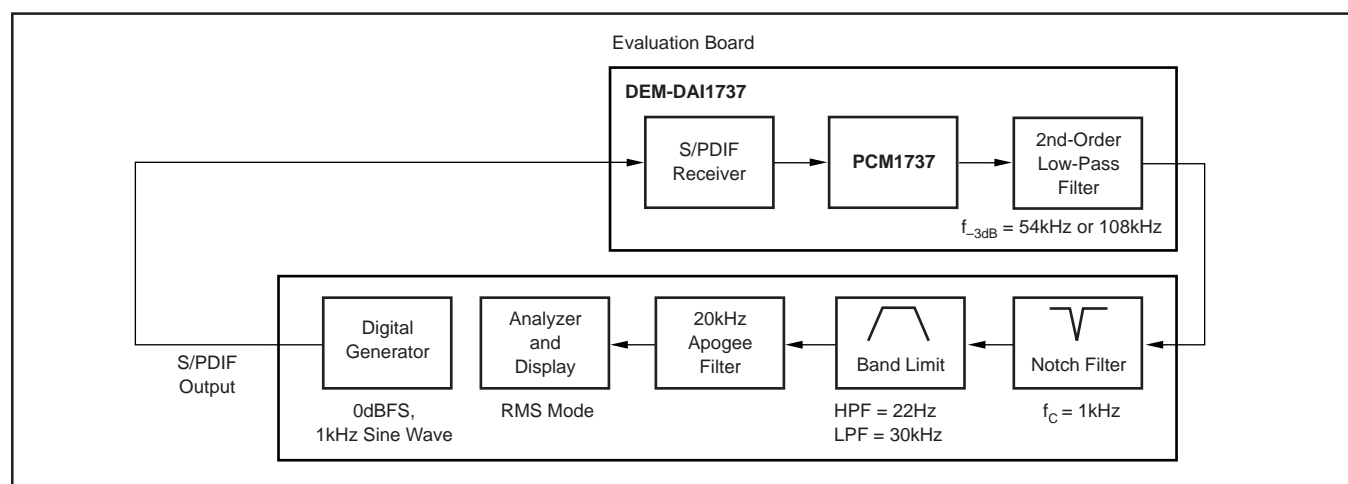 Evaluation Board
DEM-DAI1737
S/PDIF
Receiver
PCM1737
2nd-Order
Low-Pass
Filter
f–3dB = 54kHz or 108kHz
S/PDIF
Output
Digital
Generator
0dBFS,
1kHz Sine Wave
Analyzer
and
Display
RMS Mode
20kHz
Apogee
Filter
Band Limit
HPF = 22Hz
LPF = 30kHz
Notch Filter
fC = 1kHz